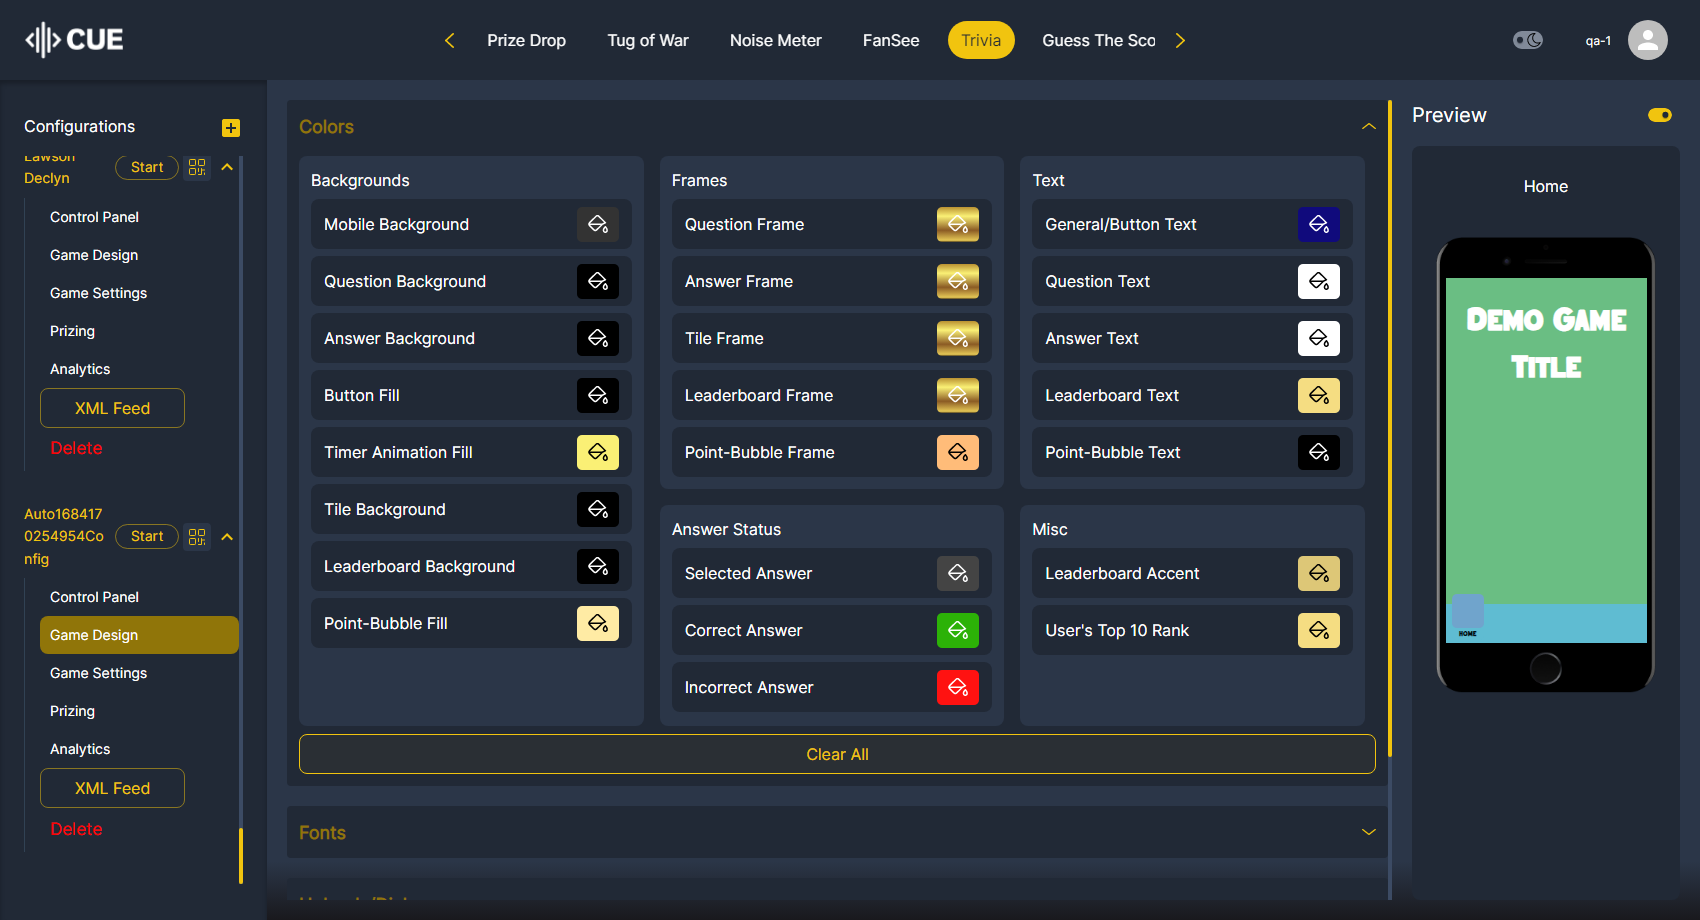 CUE
Prize Drop
Tug of War
Noise Meter
FanSee
Trivia
Guess The Sco
qa-1
Configurations
Lawson
Declyn
Start
Control Panel
Game Design
Game Settings
Prizing
Analytics
XML Feed
Delete
Auto168417
0254954Co
nfig
Start
Control Panel
Game Design
Game Settings
Prizing
Analytics
XML Feed
Delete
Colors
Backgrounds
Mobile Background
Question Background
Answer Background
Button Fill
Timer Animation Fill
Tile Background
Leaderboard Background
Point-Bubble Fill
Frames
Question Frame
Answer Frame
Tile Frame
Leaderboard Frame
Point-Bubble Frame
Text
General/Button Text
Question Text
Answer Text
Leaderboard Text
Point-Bubble Text
Answer Status
Selected Answer
Correct Answer
Incorrect Answer
Misc
Leaderboard Accent
User's Top 10 Rank
Clear All
Fonts
Preview
Home
Demo Game
Title
HOME